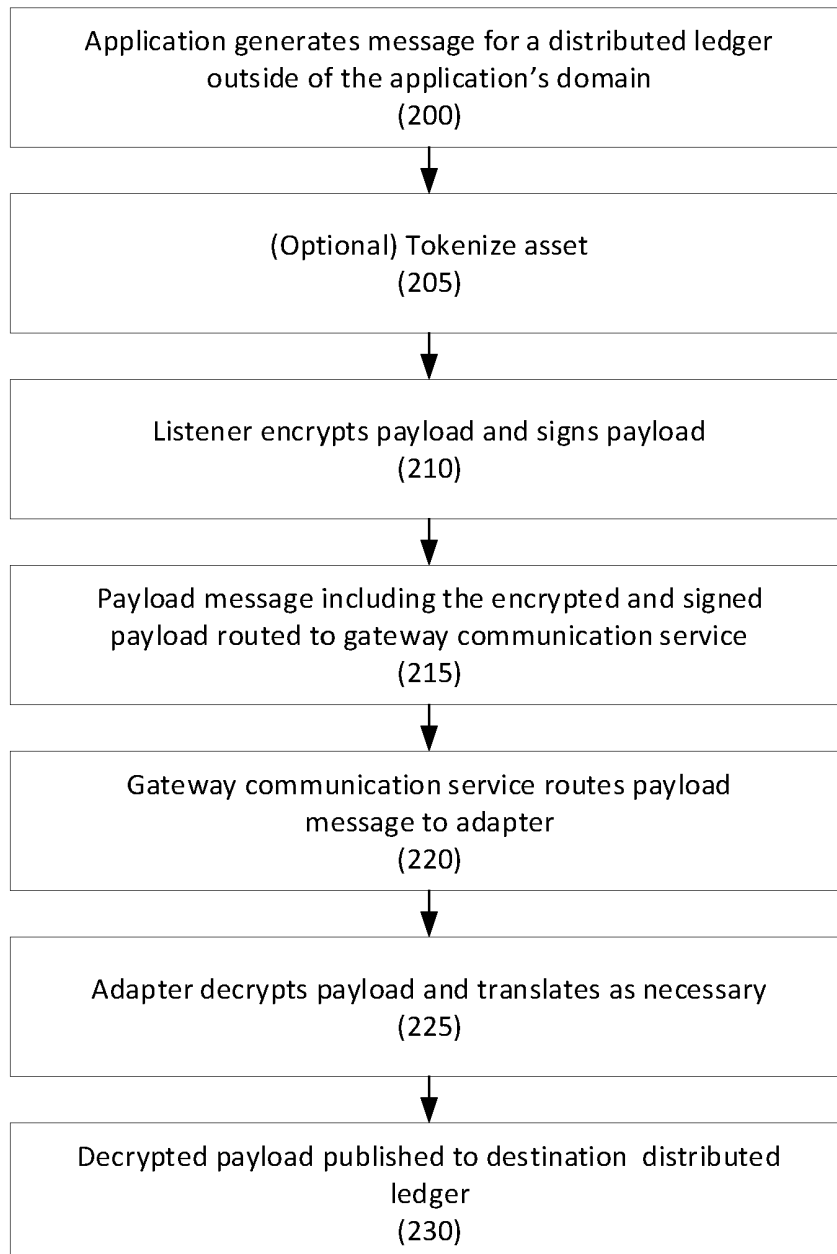 Application generates message for a distributed ledger
outside of the application's domain
(200)
(Optional) Tokenize asset
(205)
Listener encrypts payload and signs payload
(210)
Payload message including the encrypted and signed
payload routed to gateway communication service
(215)
Gateway communication service routes payload
message to adapter
(220)
Adapter decrypts payload and translates as necessary
(225)
Decrypted payload published to destination distributed
ledger
(230)